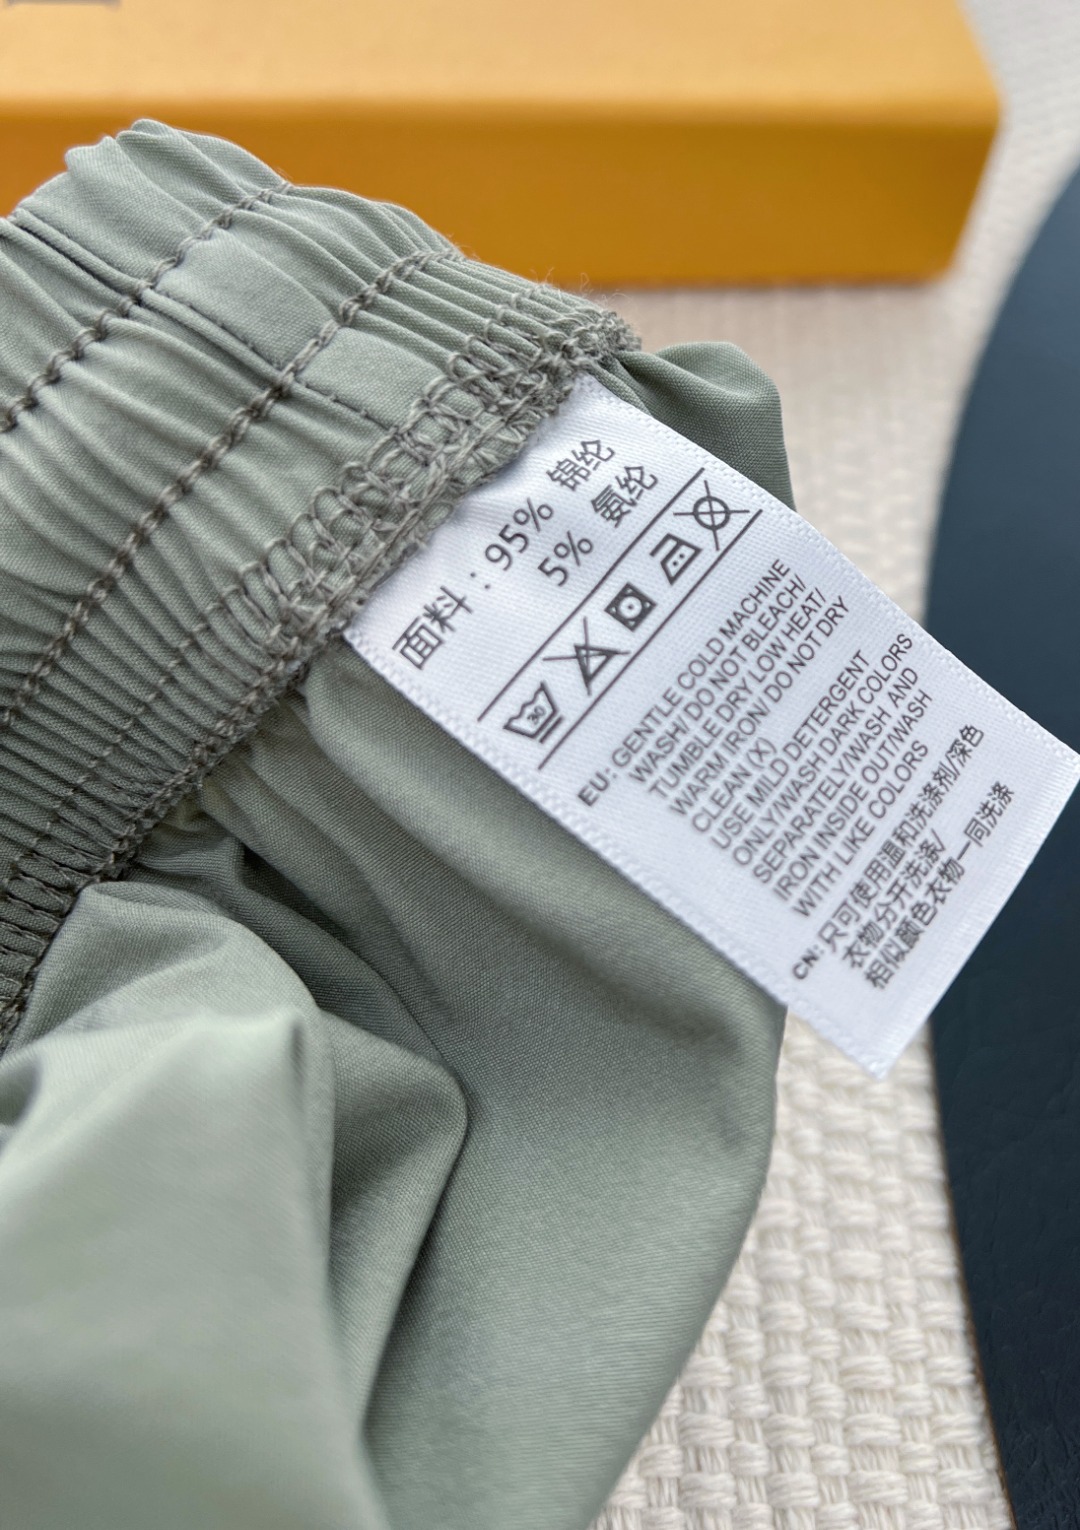 面料：95% 锦纶
5% 氨纶
30
EU: GENTLE COLD MACHINE
WASH/ DO NOT BLEACH/
TUMBLE DRY LOW HEAT/
WARM IRON/ DO NOT DRY
CLEAN (X)
USE MILD DETERGENT
ONLY/WASH DARK COLORS
SEPARATELY/WASH AND
IRON INSIDE OUT/WASH
WITH LIKE COLORS
CN: 只可使用温和洗涤剂/深色
衣物分开洗涤/
相似颜色衣物一同洗涤